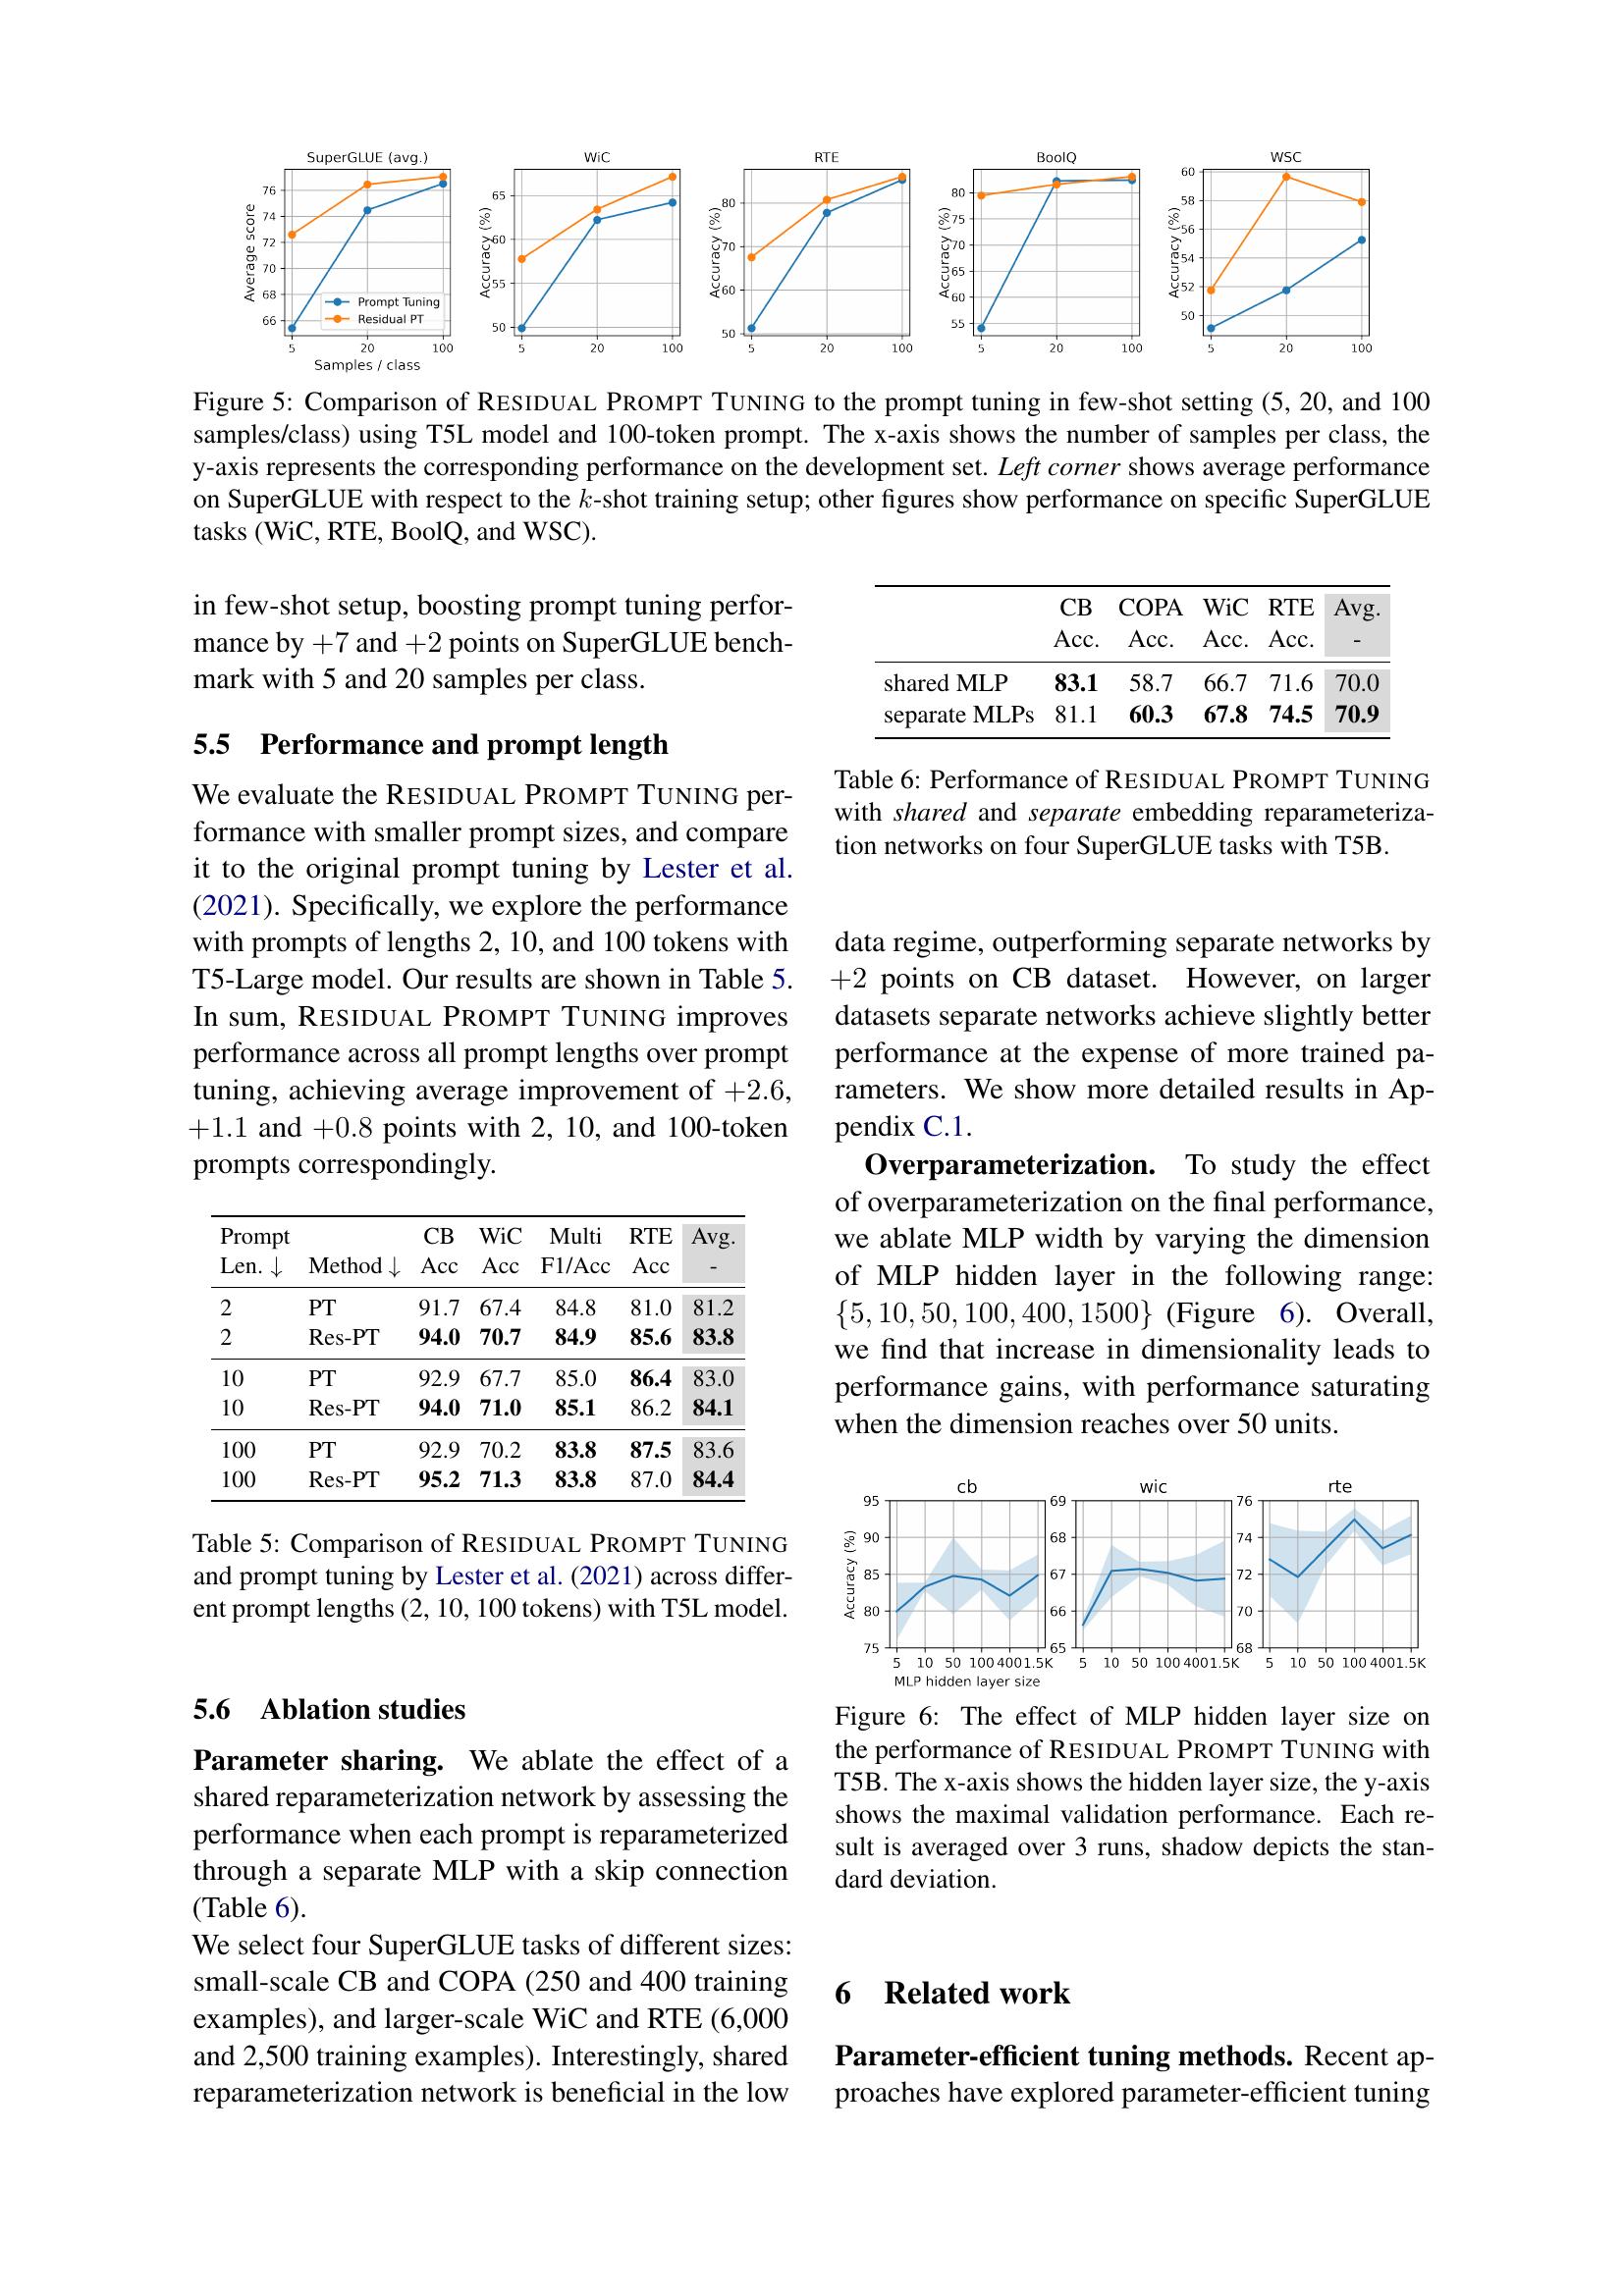 SuperGLUE (avg.)
Average score
76
74
72
70
68
66
Prompt Tuning
Residual PT
5 20 100
Samples / class
WiC
Accuracy (%)
65
60
55
50
5 20 100
RTE
Accuracy (%)
80
70
60
50
5 20 100
BoolQ
Accuracy (%)
80
75
70
65
60
55
5 20 100
WSC
Accuracy (%)
60
58
56
54
52
50
5 20 100
Figure 5: Comparison of RESIDUAL PROMPT TUNING to the prompt tuning in few-shot setting (5, 20, and 100
samples/class) using T5L model and 100-token prompt. The x-axis shows the number of samples per class, the
y-axis represents the corresponding performance on the development set. Left corner shows average performance
on SuperGLUE with respect to the k-shot training setup; other figures show performance on specific SuperGLUE
tasks (WiC, RTE, BoolQ, and WSC).
in few-shot setup, boosting prompt tuning perfor-
mance by +7 and +2 points on SuperGLUE bench-
mark with 5 and 20 samples per class.
5.5 Performance and prompt length
We evaluate the RESIDUAL PROMPT TUNING per-
formance with smaller prompt sizes, and compare
it to the original prompt tuning by Lester et al.
(2021). Specifically, we explore the performance
with prompts of lengths 2, 10, and 100 tokens with
T5-Large model. Our results are shown in Table 5.
In sum, RESIDUAL PROMPT TUNING improves
performance across all prompt lengths over prompt
tuning, achieving average improvement of +2.6,
+1.1 and +0.8 points with 2, 10, and 100-token
prompts correspondingly.
Prompt CB WiC Multi RTE Avg.
Len. ↓ Method ↓ Acc Acc F1/Acc Acc -
2 PT 91.7 67.4 84.8 81.0 81.2
2 Res-PT 94.0 70.7 84.9 85.6 83.8
10 PT 92.9 67.7 85.0 86.4 83.0
10 Res-PT 94.0 71.0 85.1 86.2 84.1
100 PT 92.9 70.2 83.8 87.5 83.6
100 Res-PT 95.2 71.3 83.8 87.0 84.4
Table 5: Comparison of RESIDUAL PROMPT TUNING
and prompt tuning by Lester et al. (2021) across differ-
ent prompt lengths (2, 10, 100 tokens) with T5L model.
5.6 Ablation studies
Parameter sharing. We ablate the effect of a
shared reparameterization network by assessing the
performance when each prompt is reparameterized
through a separate MLP with a skip connection
(Table 6).
We select four SuperGLUE tasks of different sizes:
small-scale CB and COPA (250 and 400 training
examples), and larger-scale WiC and RTE (6,000
and 2,500 training examples). Interestingly, shared
reparameterization network is beneficial in the low
CB COPA WiC RTE Avg.
Acc. Acc. Acc. Acc. -
shared MLP 83.1 58.7 66.7 71.6 70.0
separate MLPs 81.1 60.3 67.8 74.5 70.9
Table 6: Performance of RESIDUAL PROMPT TUNING
with shared and separate embedding reparameteriza-
tion networks on four SuperGLUE tasks with T5B.
data regime, outperforming separate networks by
+2 points on CB dataset. However, on larger
datasets separate networks achieve slightly better
performance at the expense of more trained pa-
rameters. We show more detailed results in Ap-
pendix C.1.
Overparameterization. To study the effect
of overparameterization on the final performance,
we ablate MLP width by varying the dimension
of MLP hidden layer in the following range:
{5, 10, 50, 100, 400, 1500} (Figure 6). Overall,
we find that increase in dimensionality leads to
performance gains, with performance saturating
when the dimension reaches over 50 units.
cb
Accuracy (%)
95
90
85
80
75
5 10 50 100 400 1.5K
MLP hidden layer size
wic
69
68
67
66
65
5 10 50 100 400 1.5K
rte
76
74
72
70
68
5 10 50 100 400 1.5K
Figure 6: The effect of MLP hidden layer size on
the performance of RESIDUAL PROMPT TUNING with
T5B. The x-axis shows the hidden layer size, the y-axis
shows the maximal validation performance. Each re-
sult is averaged over 3 runs, shadow depicts the stan-
dard deviation.
6 Related work
Parameter-efficient tuning methods. Recent ap-
proaches have explored parameter-efficient tuning